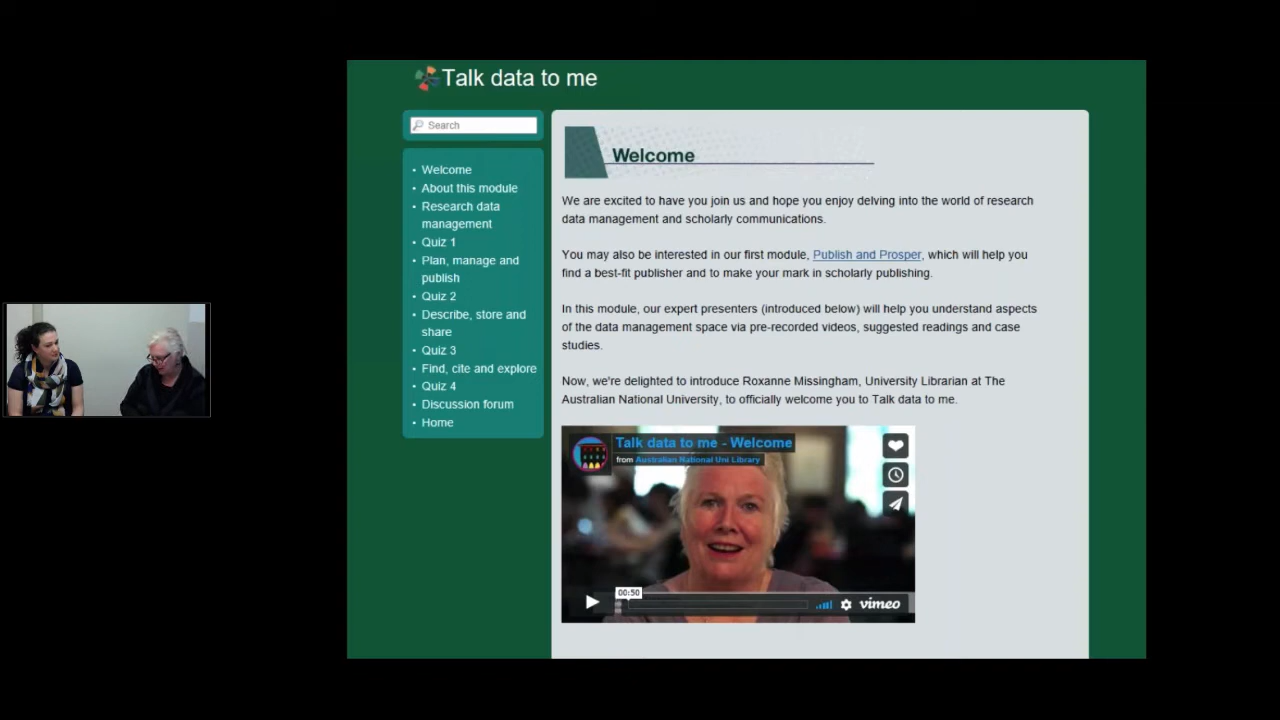 Talk data to me
Search
Welcome
About this module
Research data
management
Quiz 1
Plan, manage and
publish
Quiz 2
Describe, store and
share
Quiz 3
Find, cite and explore
Quiz 4
Discussion forum
Home
Welcome
We are excited to have you join us and hope you enjoy delving into the world of research
data management and scholarly communications.
You may also be interested in our first module, Publish and Prosper, which will help you
find a best-fit publisher and to make your mark in scholarly publishing.
In this module, our expert presenters (introduced below) will help you understand aspects
of the data management space via pre-recorded videos, suggested readings and case
studies.
Now, we're delighted to introduce Roxanne Missingham, University Librarian at The
Australian National University, to officially welcome you to Talk data to me.
Talk data to me - Welcome
from Australian National Uni Library
00:50
vimeo